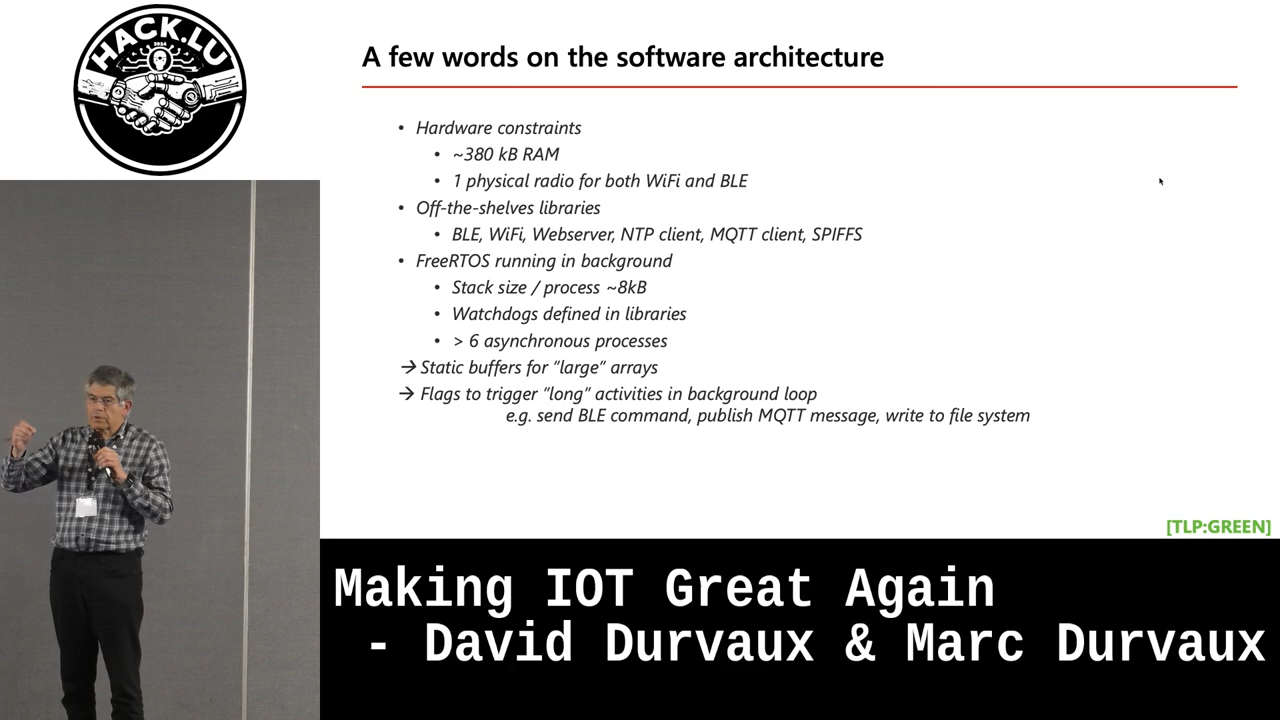 HACK.LU
2024
A few words on the software architecture
• Hardware constraints
• ~380 kB RAM
• 1 physical radio for both WiFi and BLE
• Off-the-shelves libraries
• BLE, WiFi, Webserver, NTP client, MQTT client, SPIFFS
• FreeRTOS running in background
• Stack size / process ~8kB
• Watchdogs defined in libraries
• > 6 asynchronous processes
→ Static buffers for "large" arrays
→ Flags to trigger "long" activities in background loop
e.g. send BLE command, publish MQTT message, write to file system
[TLP:GREEN]
Making IOT Great Again
- David Durvaux & Marc Durvaux